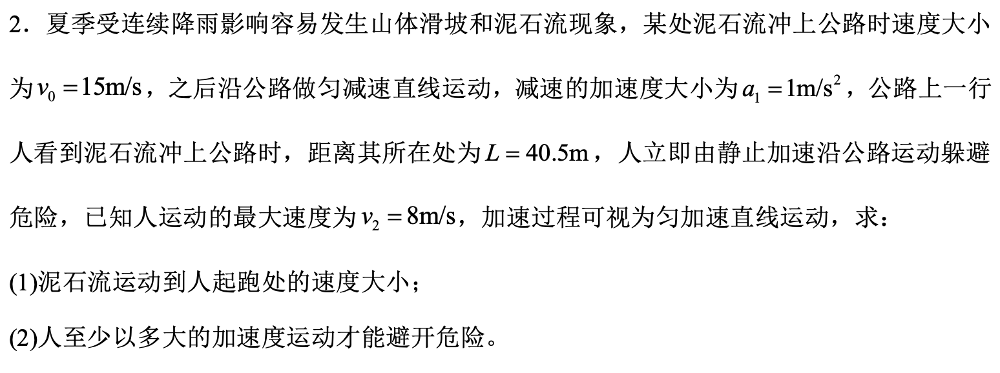 2．夏季受连续降雨影响容易发生山体滑坡和泥石流现象，某处泥石流冲上公路时速度大小
为v₀ =15m/s，之后沿公路做匀减速直线运动，减速的加速度大小为a₁ =1m/s²，公路上一行
人看到泥石流冲上公路时，距离其所在处为L = 40.5m，人立即由静止加速沿公路运动躲避
危险，已知人运动的最大速度为v₂ =8m/s，加速过程可视为匀加速直线运动，求：
(1)泥石流运动到人起跑处的速度大小；
(2)人至少以多大的加速度运动才能避开危险。